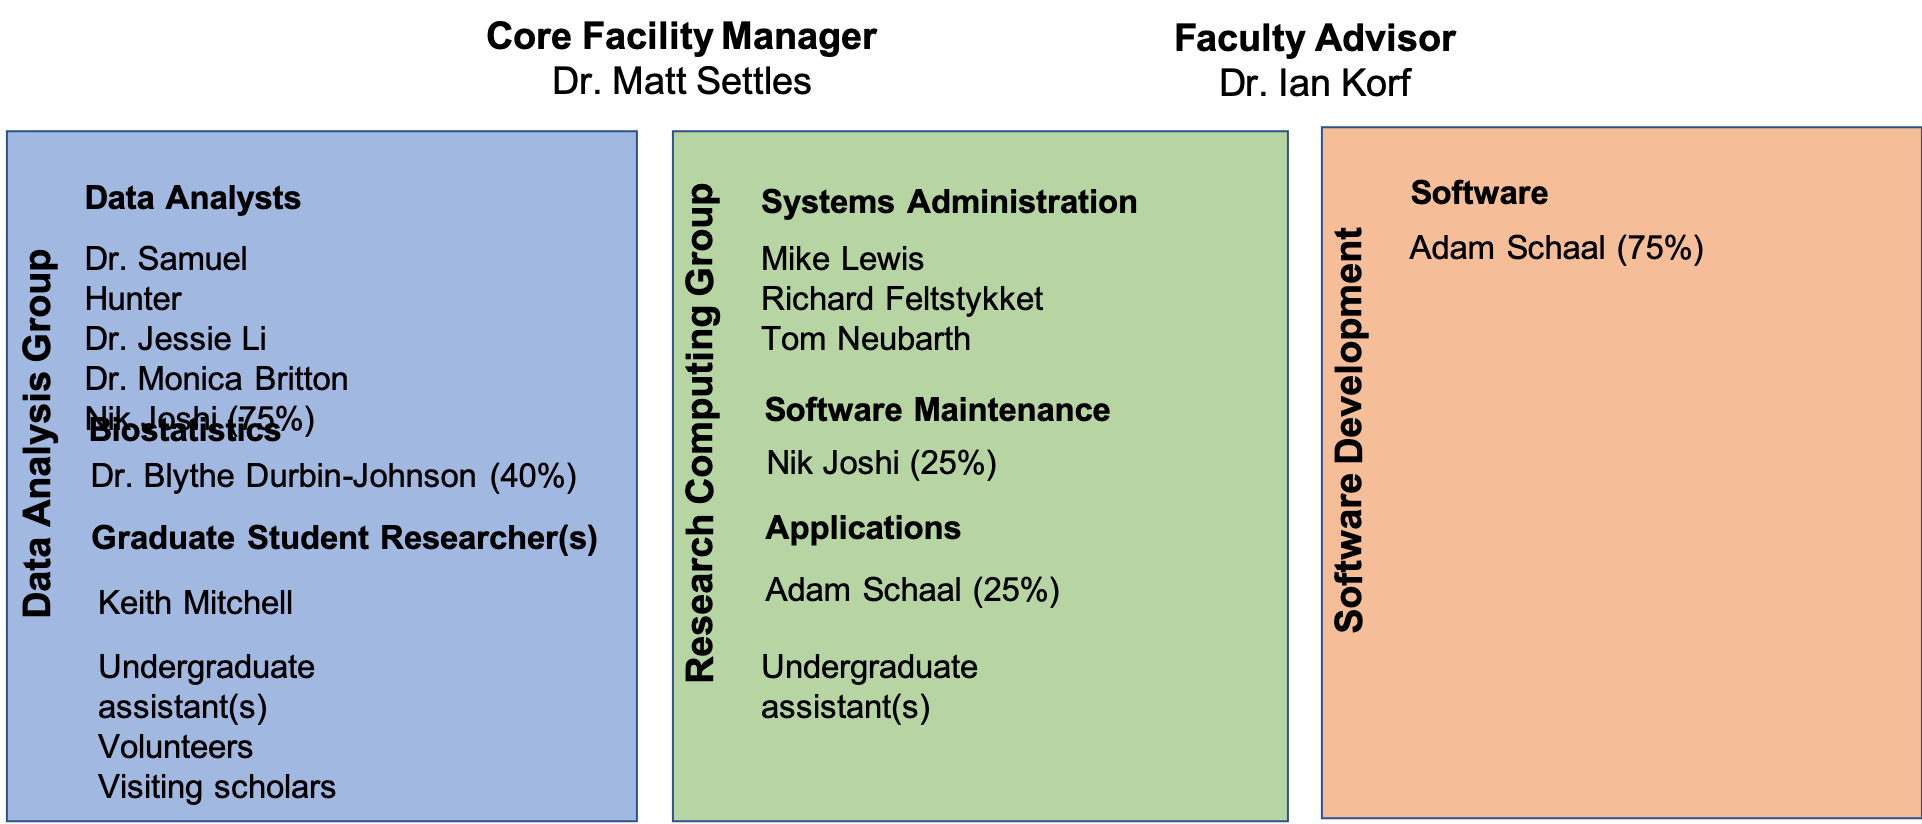 Core Facility Manager
Dr. Matt Settles
Faculty Advisor
Dr. Ian Korf
Data Analysis Group
Data Analysts
Dr. Samuel
Hunter
Dr. Jessie Li
Dr. Monica Britton
Nik Joshi (75%)
Biostatistics
Dr. Blythe Durbin-Johnson (40%)
Graduate Student Researcher(s)
Keith Mitchell
Undergraduate
assistant(s)
Volunteers
Visiting scholars
Research Computing Group
Systems Administration
Mike Lewis
Richard Feltstykket
Tom Neubarth
Software Maintenance
Nik Joshi (25%)
Applications
Adam Schaal (25%)
Undergraduate
assistant(s)
Software Development
Software
Adam Schaal (75%)